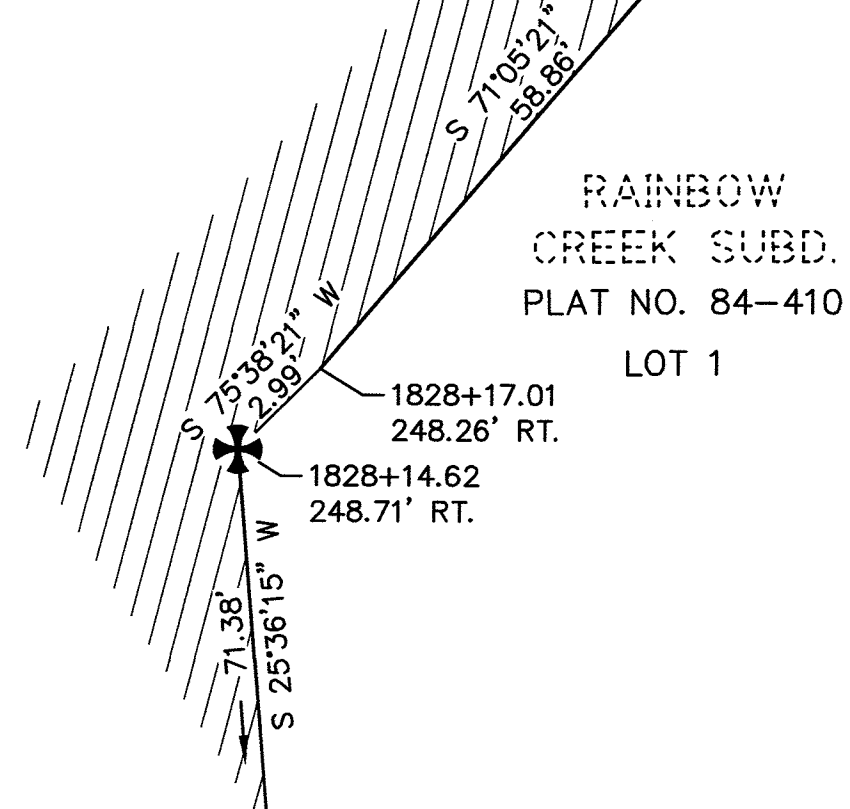 S 71°05'21"
58.86'
RAINBOW
CREEK SUBD.
PLAT NO. 84-410
LOT 1
S 75°38'21" W
2.99'
1828+17.01
248.26' RT.
1828+14.62
248.71' RT.
71.38'
S 25°36'15" W